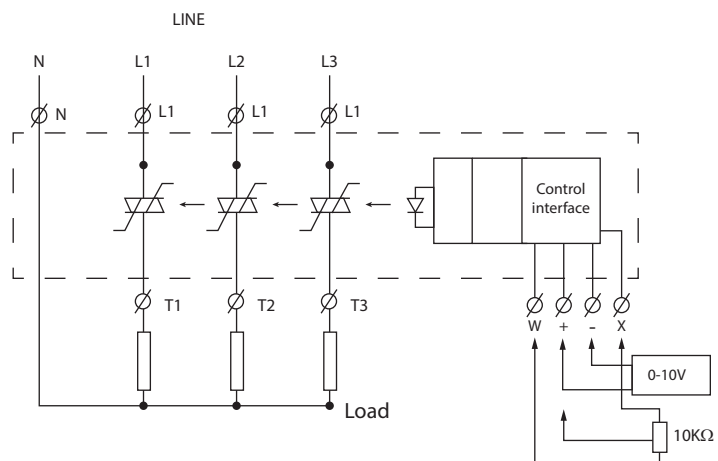 LINE
N L1 L2 L3
N L1 L1 L1
Control
interface
T1 T2 T3
W + - X
0-10V
Load
10KΩ